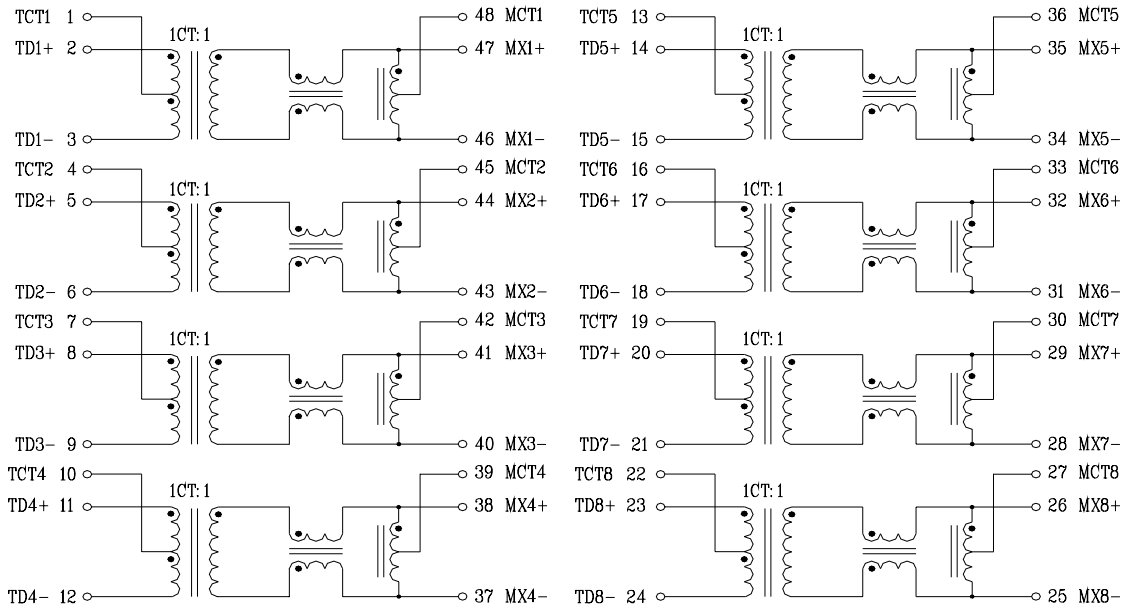 TCT1 1 48 MCT1 TCT5 13 36 MCT5
1CT:1 1CT:1
TD1+ 2 47 MX1+ TD5+ 14 35 MX5+
TD1- 3 46 MX1- TD5- 15 34 MX5-
TCT2 4 45 MCT2 TCT6 16 33 MCT6
1CT:1 1CT:1
TD2+ 5 44 MX2+ TD6+ 17 32 MX6+
TD2- 6 43 MX2- TD6- 18 31 MX6-
TCT3 7 42 MCT3 TCT7 19 30 MCT7
1CT:1 1CT:1
TD3+ 8 41 MX3+ TD7+ 20 29 MX7+
TD3- 9 40 MX3- TD7- 21 28 MX7-
TCT4 10 39 MCT4 TCT8 22 27 MCT8
1CT:1 1CT:1
TD4+ 11 38 MX4+ TD8+ 23 26 MX8+
TD4- 12 37 MX4- TD8- 24 25 MX8-